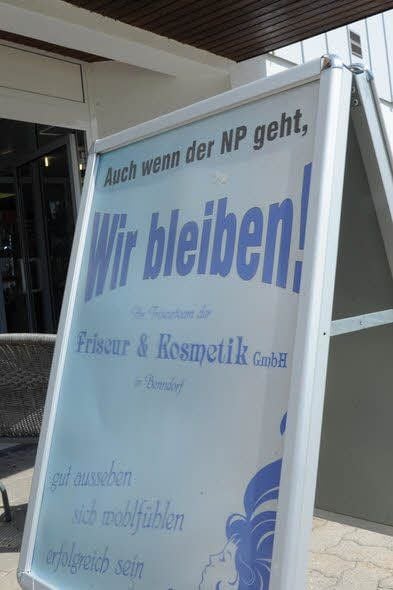 Auch wenn der NP geht,
Wir bleiben!
Ihr Friseurteam der
Friseur & Kosmetik GmbH
in Benndorf
gut aussehen
sich wohlfühlen
erfolgreich sein